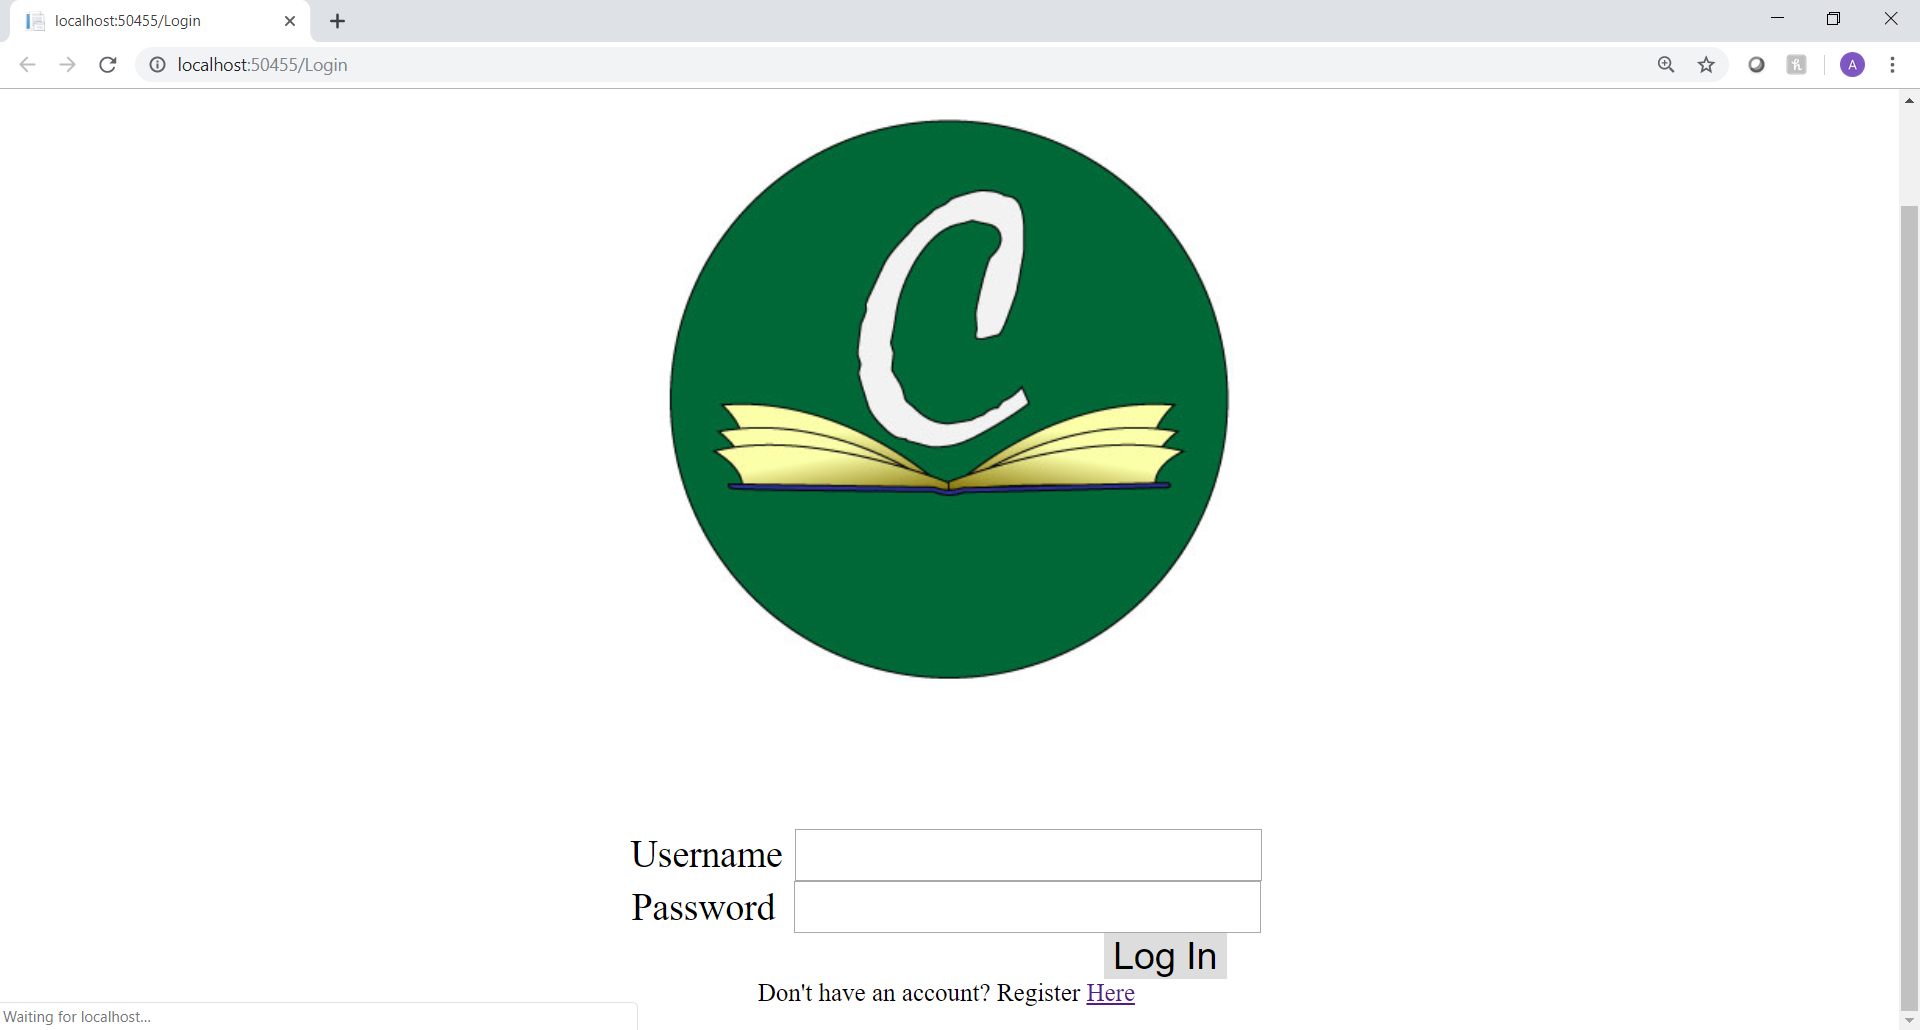 localhost:50455/Login
localhost:50455/Login
A
C
Username
Password
Log In
Don't have an account? Register Here
Waiting for localhost...